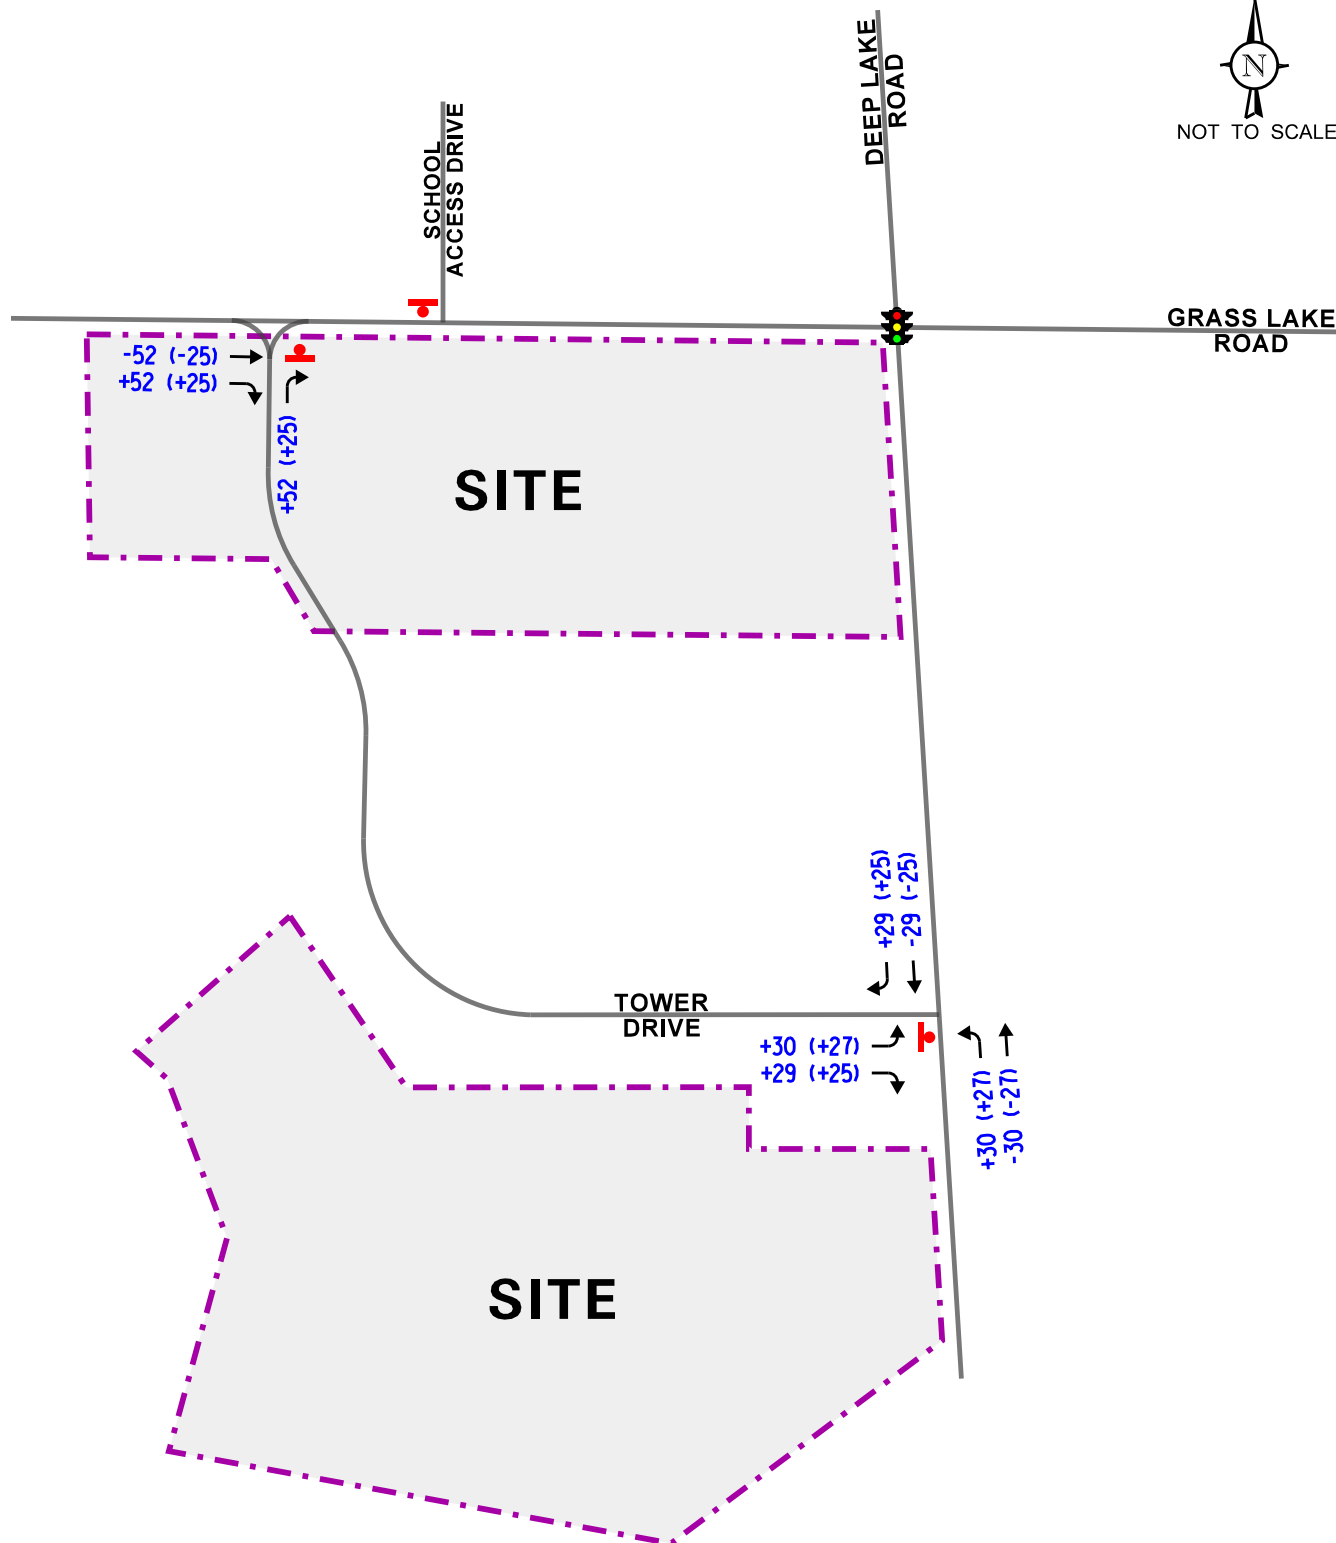 DEEP LAKE
ROAD
N
NOT TO SCALE
SCHOOL
ACCESS DRIVE
GRASS LAKE
ROAD
-52 (-25)
+52 (+25)
+52 (+25)
SITE
+29 (+25)
-29 (-25)
TOWER
DRIVE
+30 (+27)
+29 (+25)
+30 (+27)
-30 (-27)
SITE